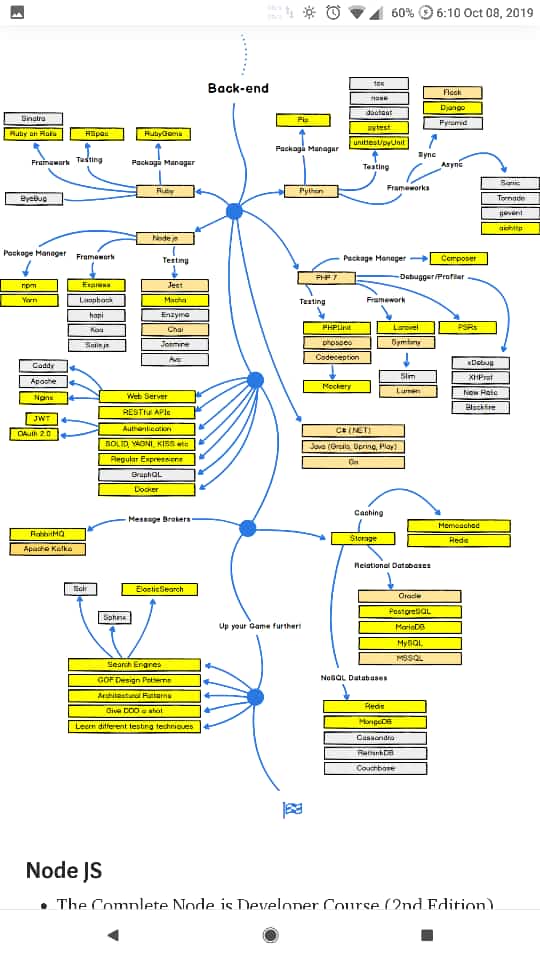 60% 6:10 Oct 08, 2019
Back-end
Sinatra
Ruby on Rails
RSpec
RubyGems
Framework
Testing
Package Manager
ByeBug
Ruby
Pip
Package Manager
Python
tox
nose
doctest
pytest
unittest/pyUnit
Testing
Flask
Django
Pyramid
Sync
Async
Frameworks
Sanic
Tornado
gevent
aiohttp
Node.js
Package Manager
Framework
Testing
npm
Yarn
Express
Loopback
hapi
Koa
Sails.js
Jest
Mocha
Enzyme
Chai
Jasmine
Ava
PHP 7
Package Manager
Composer
Debugger/Profiler
Testing
Framework
PHPUnit
phpspec
Codeception
Mockery
Laravel
Symfony
Slim
Lumen
PSRs
xDebug
XHProf
New Relic
Blackfire
Caddy
Apache
Nginx
JWT
OAuth 2.0
Web Server
RESTful APIs
Authentication
SOLID, YAGNI, KISS etc
Regular Expressions
GraphQL
Docker
C# (.NET)
Java (Grails, Spring, Play)
Go
Message Brokers
RabbitMQ
Apache Kafka
Caching
Storage
Memcached
Redis
Relational Databases
Oracle
PostgreSQL
MariaDB
MySQL
MSSQL
NoSQL Databases
Redis
MongoDB
Cassandra
RethinkDB
Couchbase
Solr
Sphinx
ElasticSearch
Up your Game further!
Search Engines
GOF Design Patterns
Architectural Patterns
Give DDD a shot
Learn different testing techniques
Node JS
• The Complete Node.js Developer Course (2nd Edition)